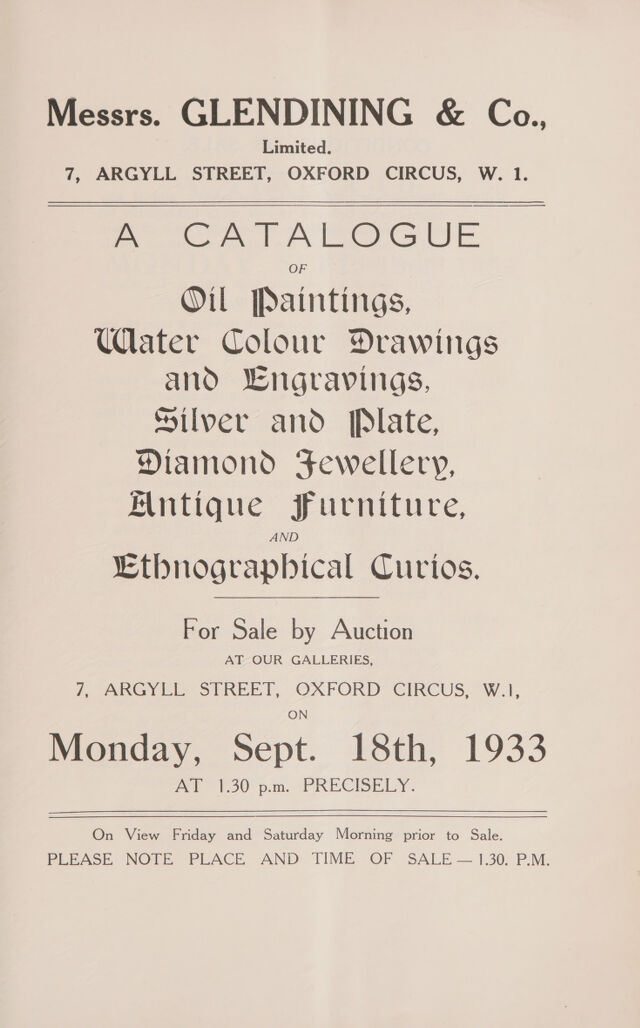 Messrs. GLENDINING & Co.,
Limited.
7, ARGYLL STREET, OXFORD CIRCUS, W. 1.
A CATALOGUE
OF
Oil Paintings,
Water Colour Drawings
and Engravings,
Silver and Plate,
Diamond Jewellery,
Antique Furniture,
AND
Ethnographical Curios.
For Sale by Auction
AT OUR GALLERIES,
7, ARGYLL STREET, OXFORD CIRCUS, W.1,
ON
Monday, Sept. 18th, 1933
AT 1.30 p.m. PRECISELY.
On View Friday and Saturday Morning prior to Sale.
PLEASE NOTE PLACE AND TIME OF SALE — 1.30. P.M.